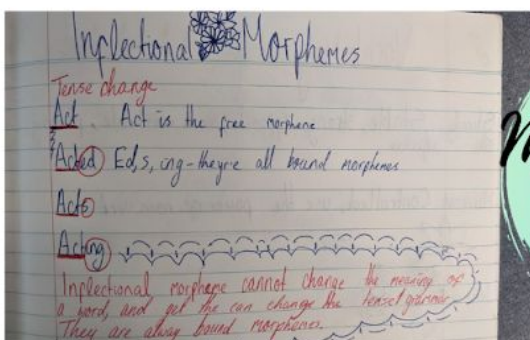 Inflectional Morphemes
Tense change
Act Act is the free morpheme
Acted Ed, s, ing - they're all bound morphemes
Acts
Acting
Inflectional morpheme cannot change the meaning of
a word, and yet the can change the tense/grammar
They are alway bound morphemes.